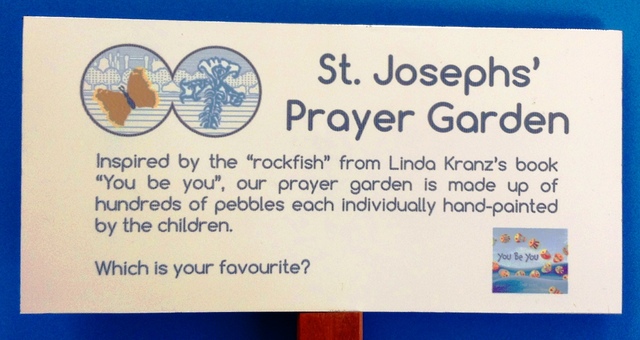 St. Josephs'
Prayer Garden
Inspired by the "rockfish" from Linda Kranz's book
"You be you", our prayer garden is made up of
hundreds of pebbles each individually hand-painted
by the children.
Which is your favourite?
You Be You